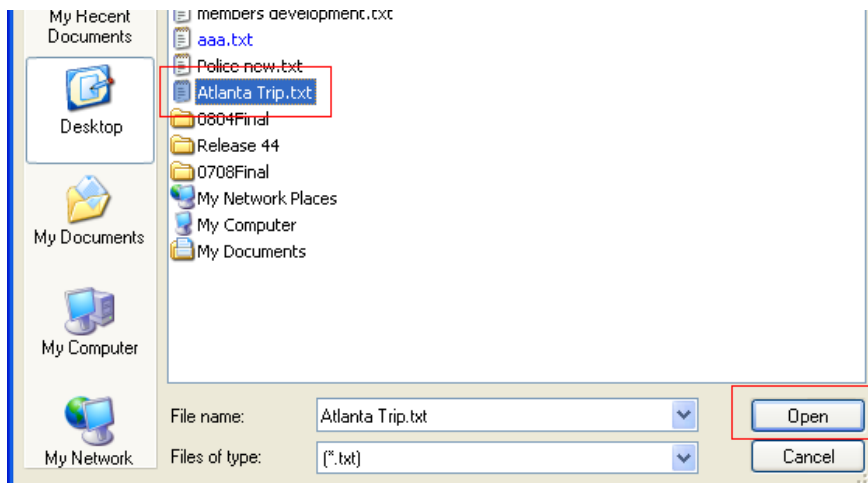 My Recent
Documents
Desktop
My Documents
My Computer
My Network
members development.txt
aaa.txt
Police new.txt
Atlanta Trip.txt
0804Final
Release 44
0708Final
My Network Places
My Computer
My Documents
File name: Atlanta Trip.txt Open
Files of type: (*.txt) Cancel